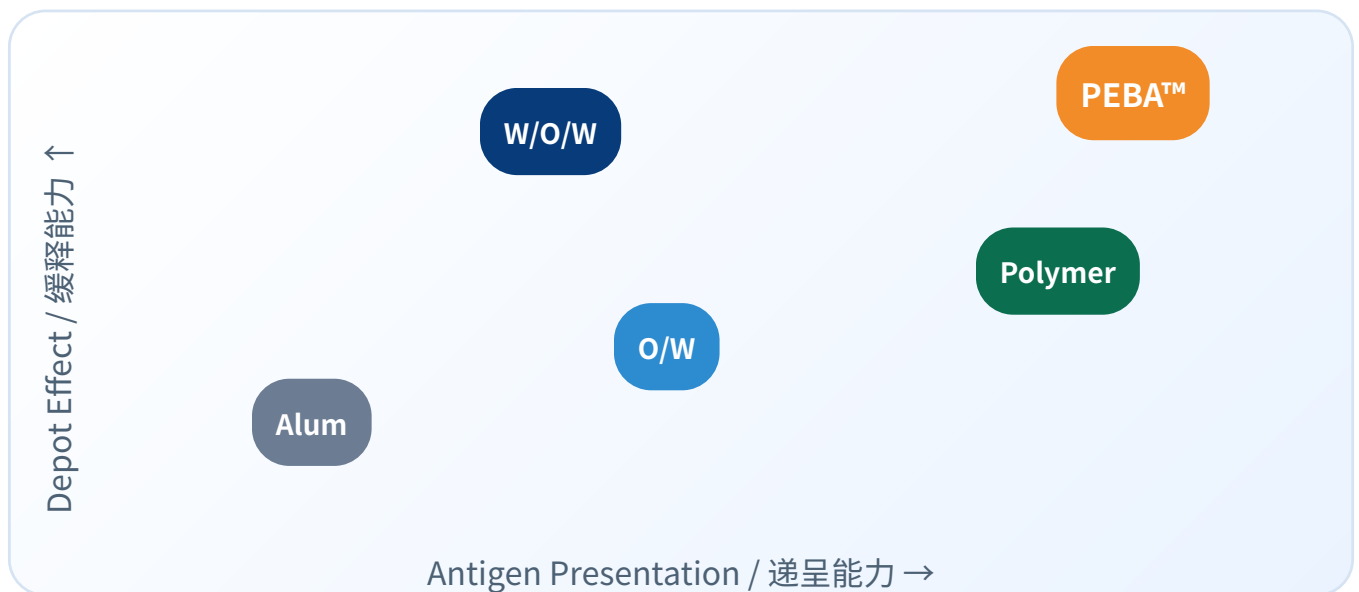 PEBA™
W/O/W
Polymer
O/W
Alum
Depot Effect / 缓释能力 ↑
Antigen Presentation / 递呈能力 →